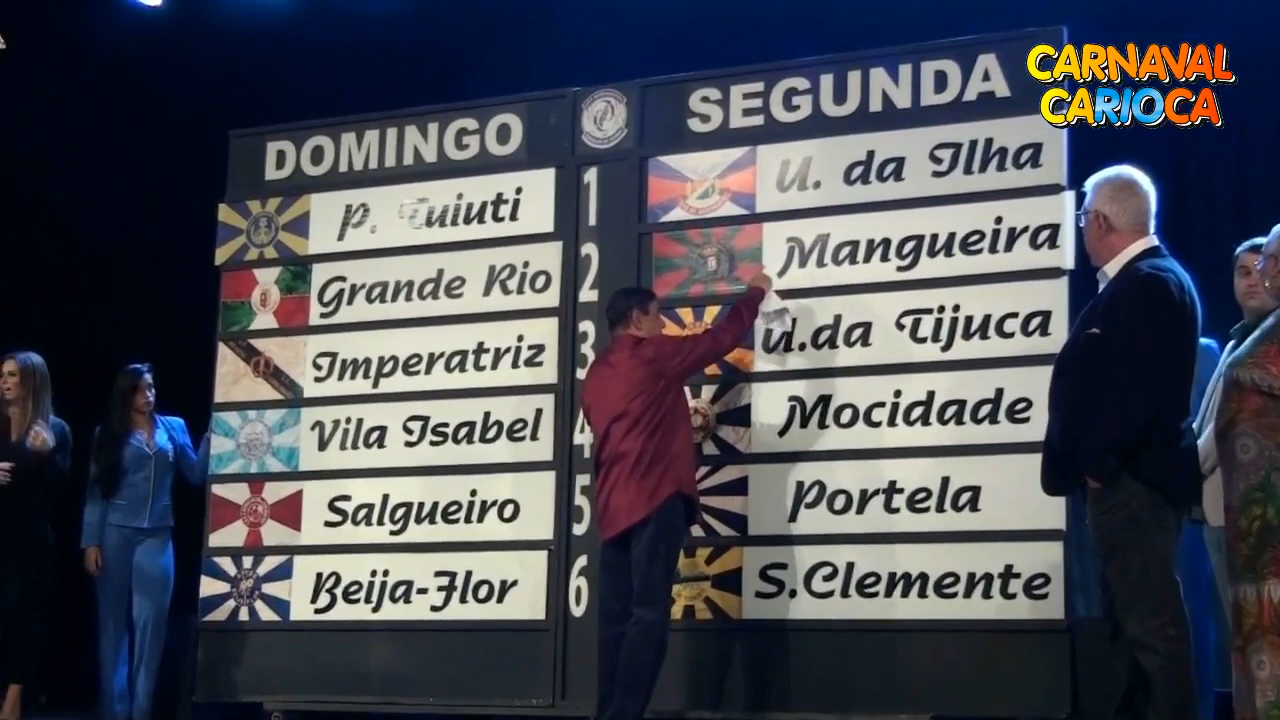 CARNAVAL
CARIOCA
DOMINGO
SEGUNDA
P. Tuiuti
1
U. da Ilha
Grande Rio
2
Mangueira
Imperatriz
3
U.da Tijuca
Vila Isabel
4
Mocidade
Salgueiro
5
Portela
Beija-Flor
6
S.Clemente